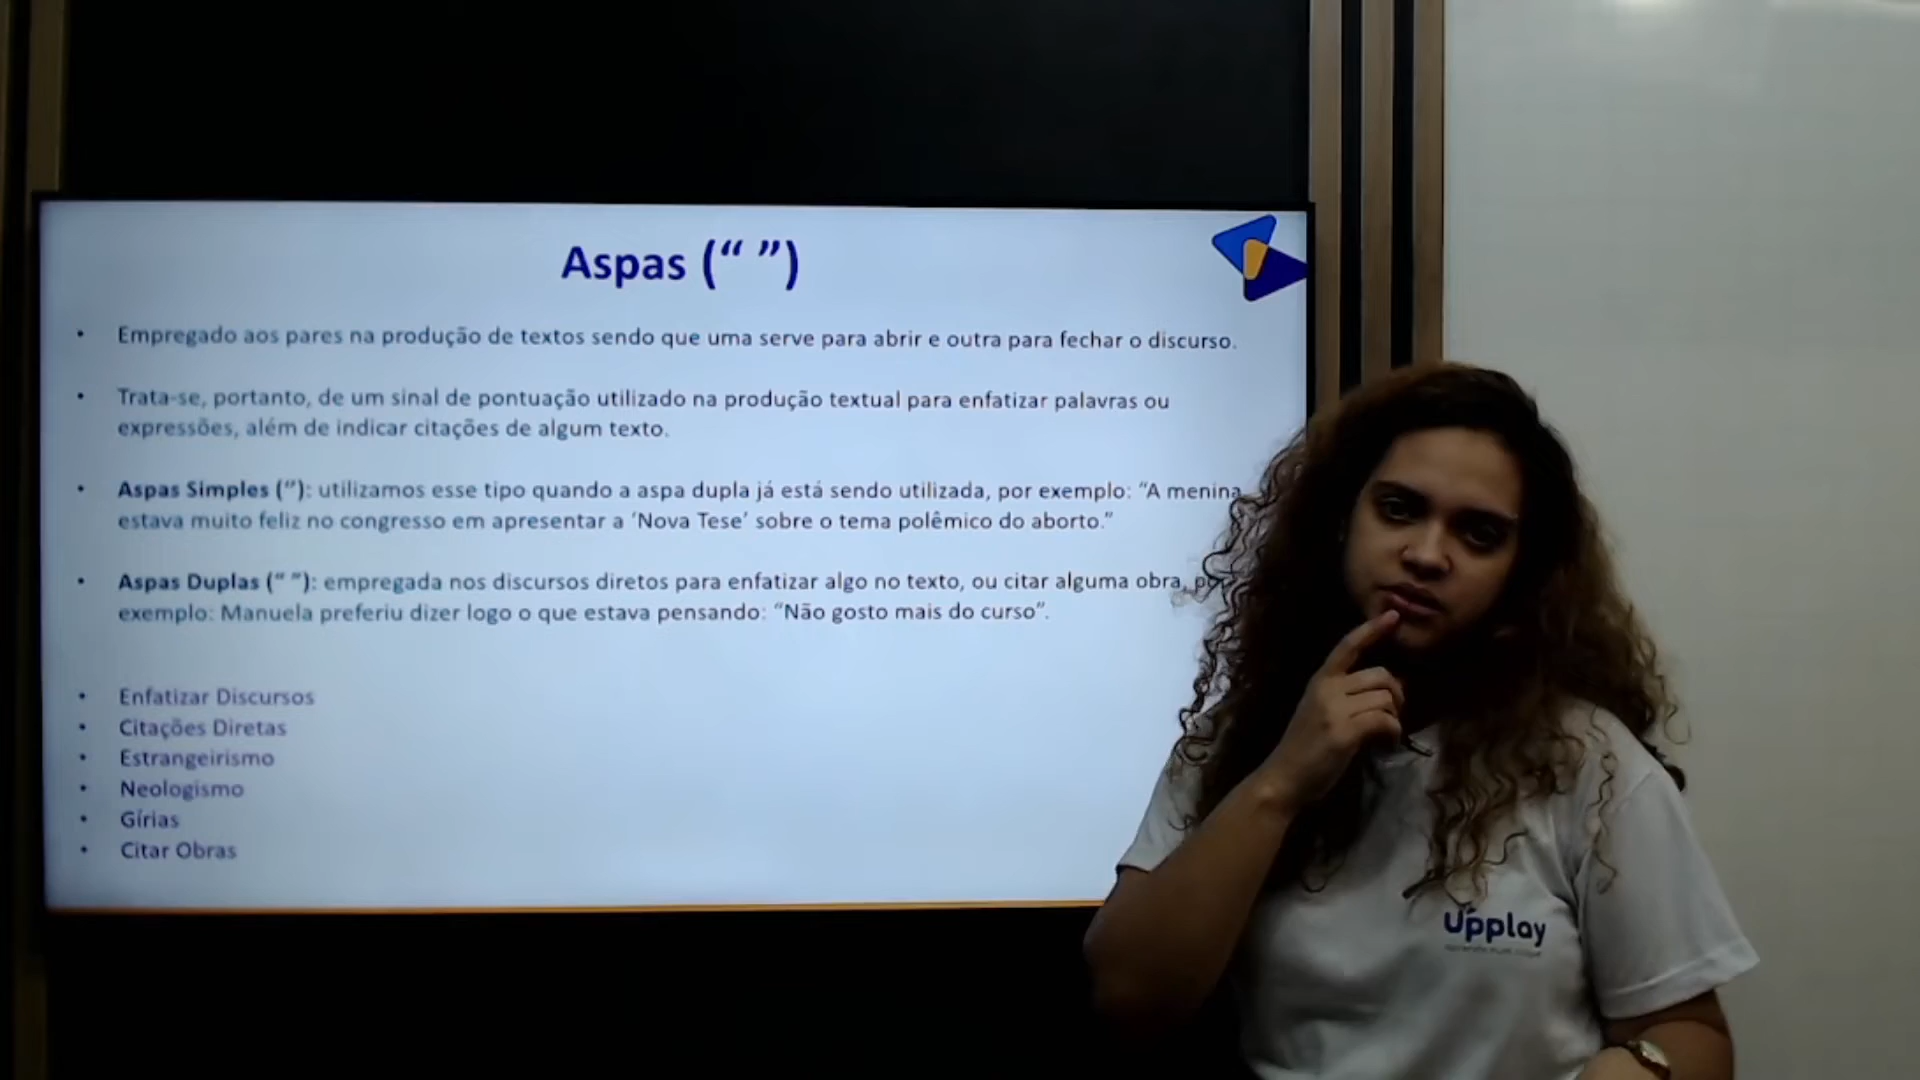 Aspas (“ ”)
• Empregado aos pares na produção de textos sendo que uma serve para abrir e outra para fechar o discurso.
• Trata-se, portanto, de um sinal de pontuação utilizado na produção textual para enfatizar palavras ou
expressões, além de indicar citações de algum texto.
• Aspas Simples (‘’): utilizamos esse tipo quando a aspa dupla já está sendo utilizada, por exemplo: “A menina
estava muito feliz no congresso em apresentar a ‘Nova Tese’ sobre o tema polêmico do aborto.”
• Aspas Duplas (“ ”): empregada nos discursos diretos para enfatizar algo no texto, ou citar alguma obra, por
exemplo: Manuela preferiu dizer logo o que estava pensando: “Não gosto mais do curso”.
• Enfatizar Discursos
• Citações Diretas
• Estrangeirismo
• Neologismo
• Gírias
• Citar Obras
Upplay